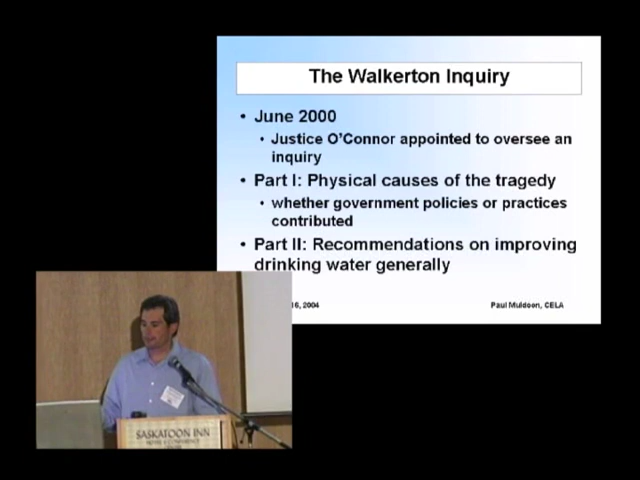 The Walkerton Inquiry
• June 2000
• Justice O'Connor appointed to oversee an
inquiry
• Part I: Physical causes of the tragedy
• whether government policies or practices
contributed
• Part II: Recommendations on improving
drinking water generally
16, 2004
Paul Muldoon, CELA
SASKATOON INN